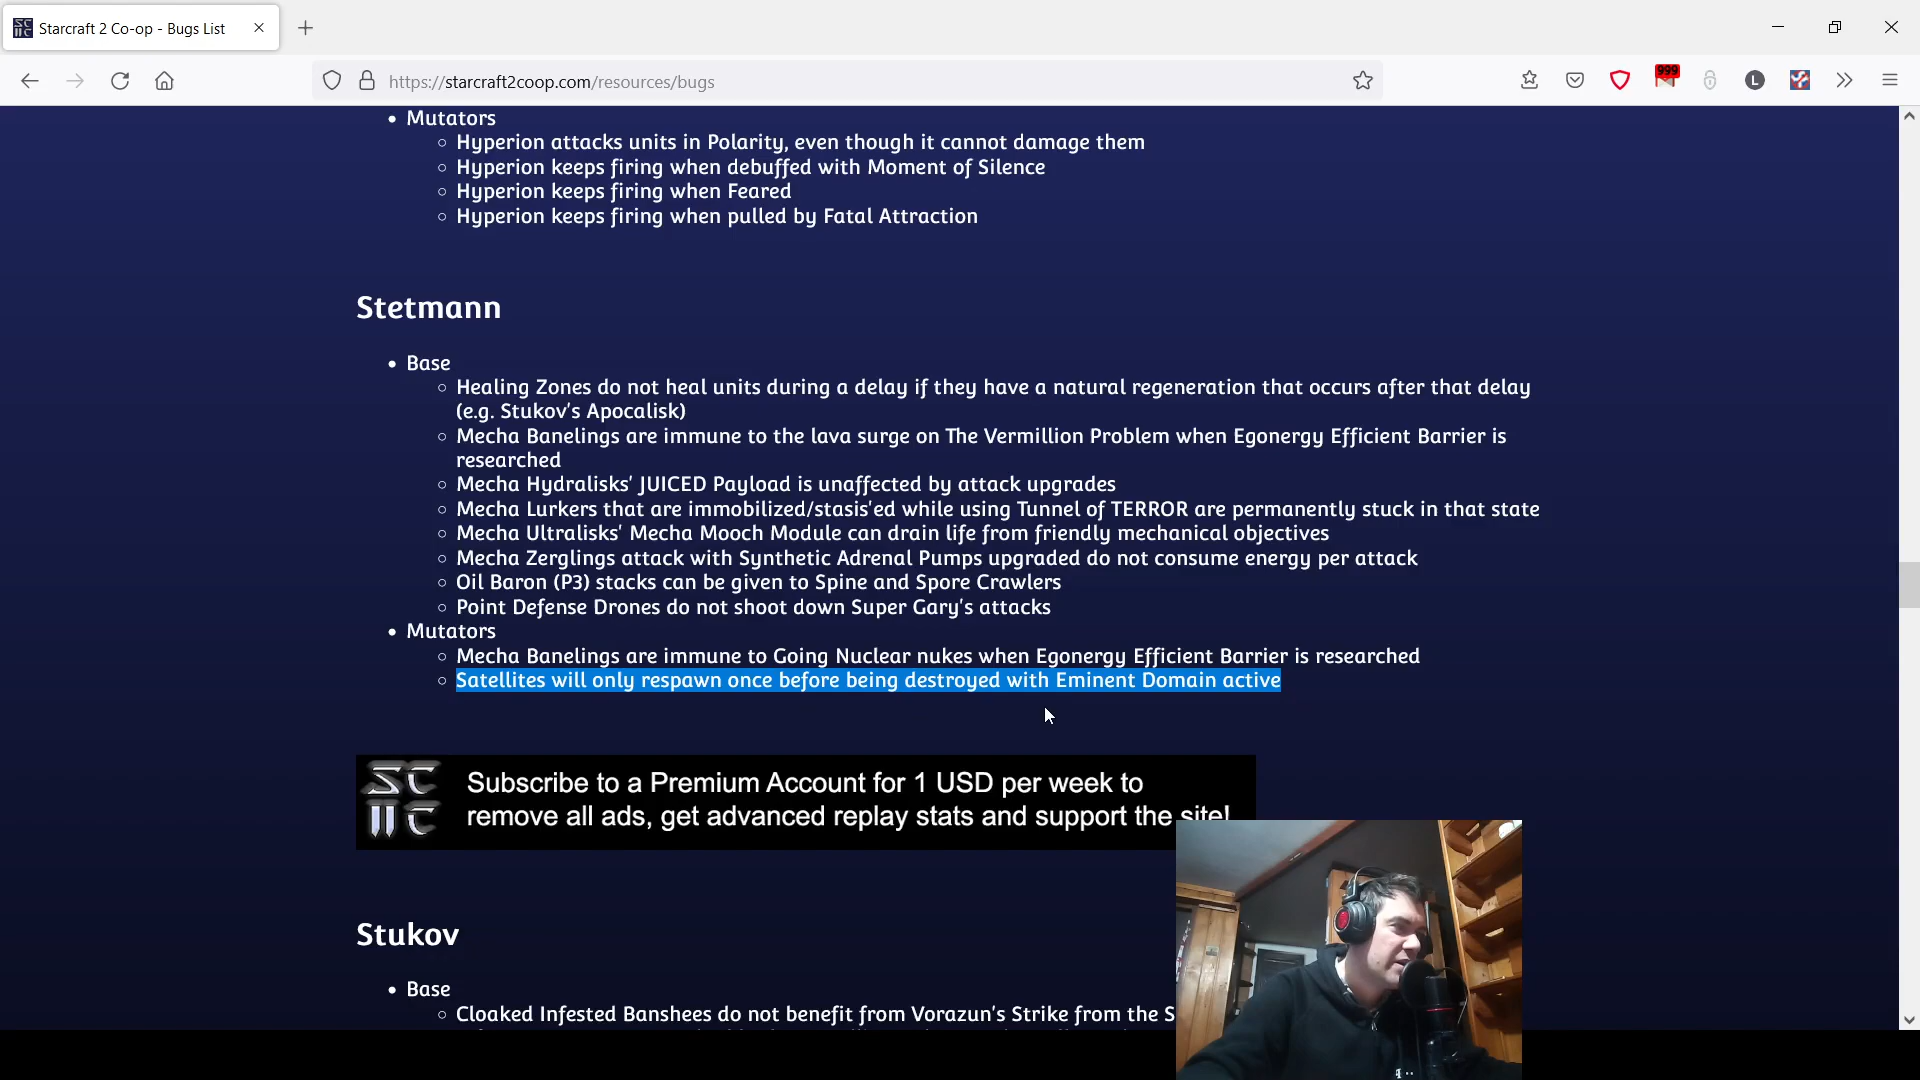 Starcraft 2 Co-op - Bugs List
https://starcraft2coop.com/resources/bugs
999
L
• Mutators
Hyperion attacks units in Polarity, even though it cannot damage them
Hyperion keeps firing when debuffed with Moment of Silence
Hyperion keeps firing when Feared
Hyperion keeps firing when pulled by Fatal Attraction
Stetmann
• Base
Healing Zones do not heal units during a delay if they have a natural regeneration that occurs after that delay
(e.g. Stukov's Apocalisk)
Mecha Banelings are immune to the lava surge on The Vermillion Problem when Egonergy Efficient Barrier is
researched
Mecha Hydralisks' JUICED Payload is unaffected by attack upgrades
Mecha Lurkers that are immobilized/stasis'ed while using Tunnel of TERROR are permanently stuck in that state
Mecha Ultralisks' Mecha Mooch Module can drain life from friendly mechanical objectives
Mecha Zerglings attack with Synthetic Adrenal Pumps upgraded do not consume energy per attack
Oil Baron (P3) stacks can be given to Spine and Spore Crawlers
Point Defense Drones do not shoot down Super Gary's attacks
• Mutators
Mecha Banelings are immune to Going Nuclear nukes when Egonergy Efficient Barrier is researched
Satellites will only respawn once before being destroyed with Eminent Domain active
SC
IIC
Subscribe to a Premium Account for 1 USD per week to
remove all ads, get advanced replay stats and support the site!
Stukov
• Base
Cloaked Infested Banshees do not benefit from Vorazun's Strike from the S